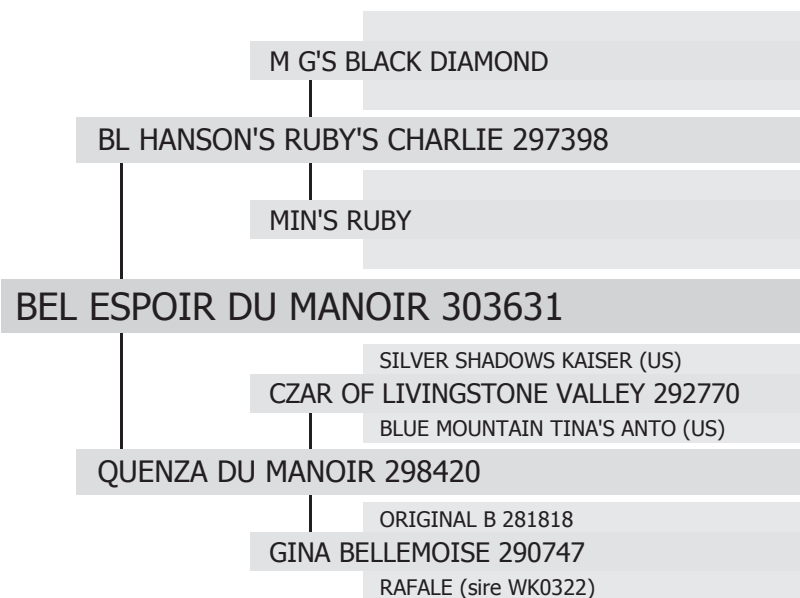 M G'S BLACK DIAMOND
BL HANSON'S RUBY'S CHARLIE 297398
MIN'S RUBY
BEL ESPOIR DU MANOIR 303631
SILVER SHADOWS KAISER (US)
CZAR OF LIVINGSTONE VALLEY 292770
BLUE MOUNTAIN TINA'S ANTO (US)
QUENZA DU MANOIR 298420
ORIGINAL B 281818
GINA BELLEMOISE 290747
RAFALE (sire WK0322)